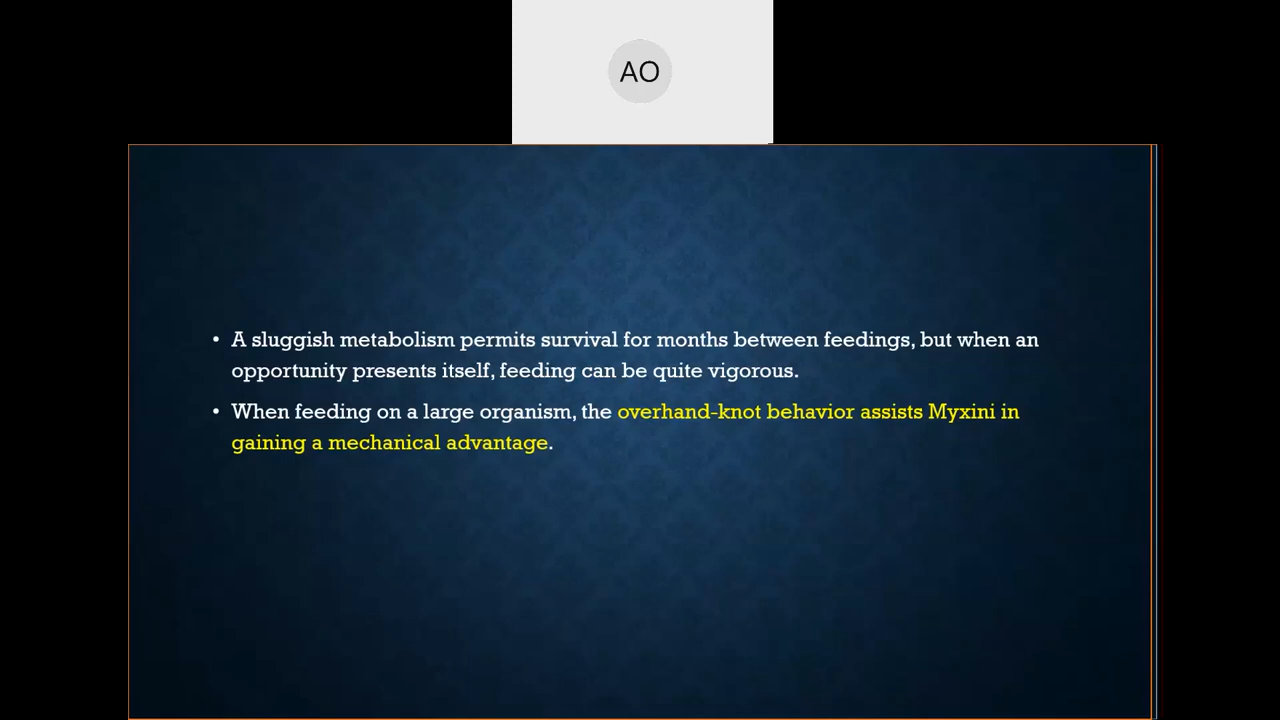 AO
• A sluggish metabolism permits survival for months between feedings, but when an
opportunity presents itself, feeding can be quite vigorous.
• When feeding on a large organism, the overhand-knot behavior assists Myxini in
gaining a mechanical advantage.